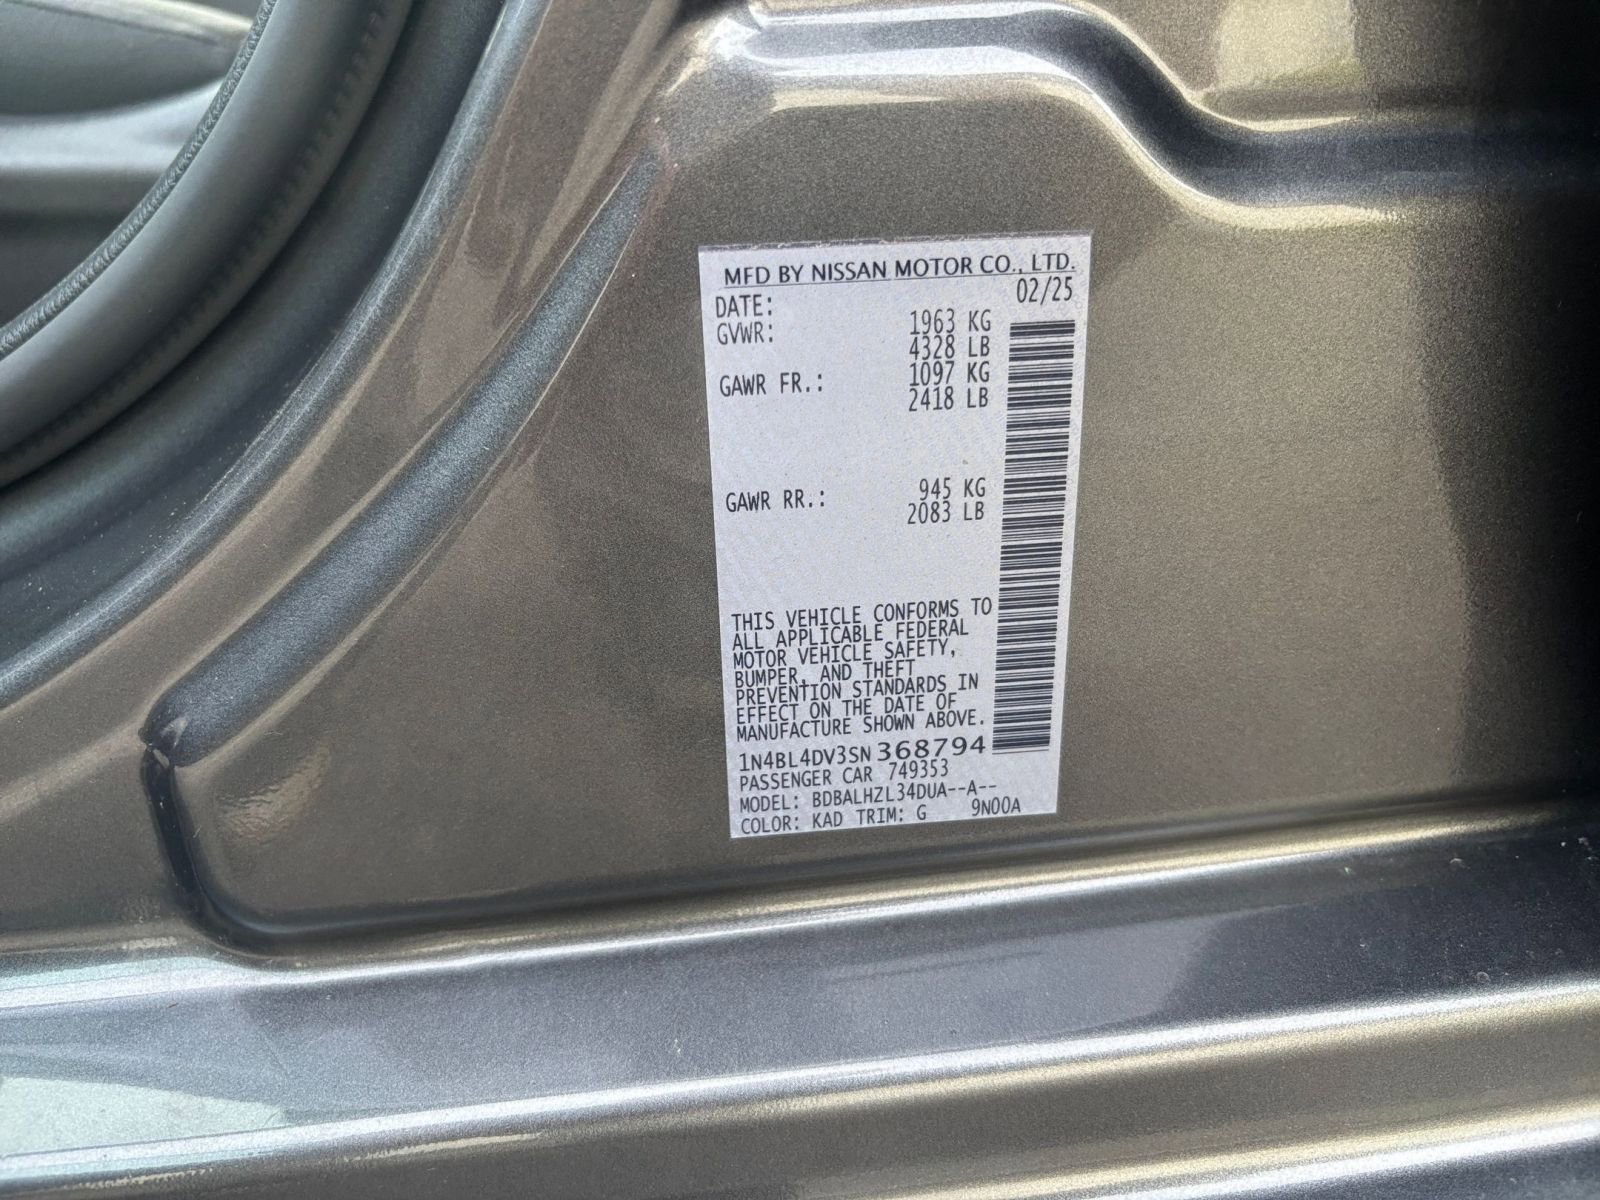 MFD BY NISSAN MOTOR CO., LTD.
DATE: 02/25
GVWR: 1963 KG
4328 LB
GAWR FR.: 1097 KG
2418 LB
GAWR RR.: 945 KG
2083 LB
THIS VEHICLE CONFORMS TO
ALL APPLICABLE FEDERAL
MOTOR VEHICLE SAFETY,
BUMPER, AND THEFT
PREVENTION STANDARDS IN
EFFECT ON THE DATE OF
MANUFACTURE SHOWN ABOVE.
1N4BL4DV3SN368794
PASSENGER CAR 749353
MODEL: BDBALHZL34DUA--A--
COLOR: KAD TRIM: G 9N00A